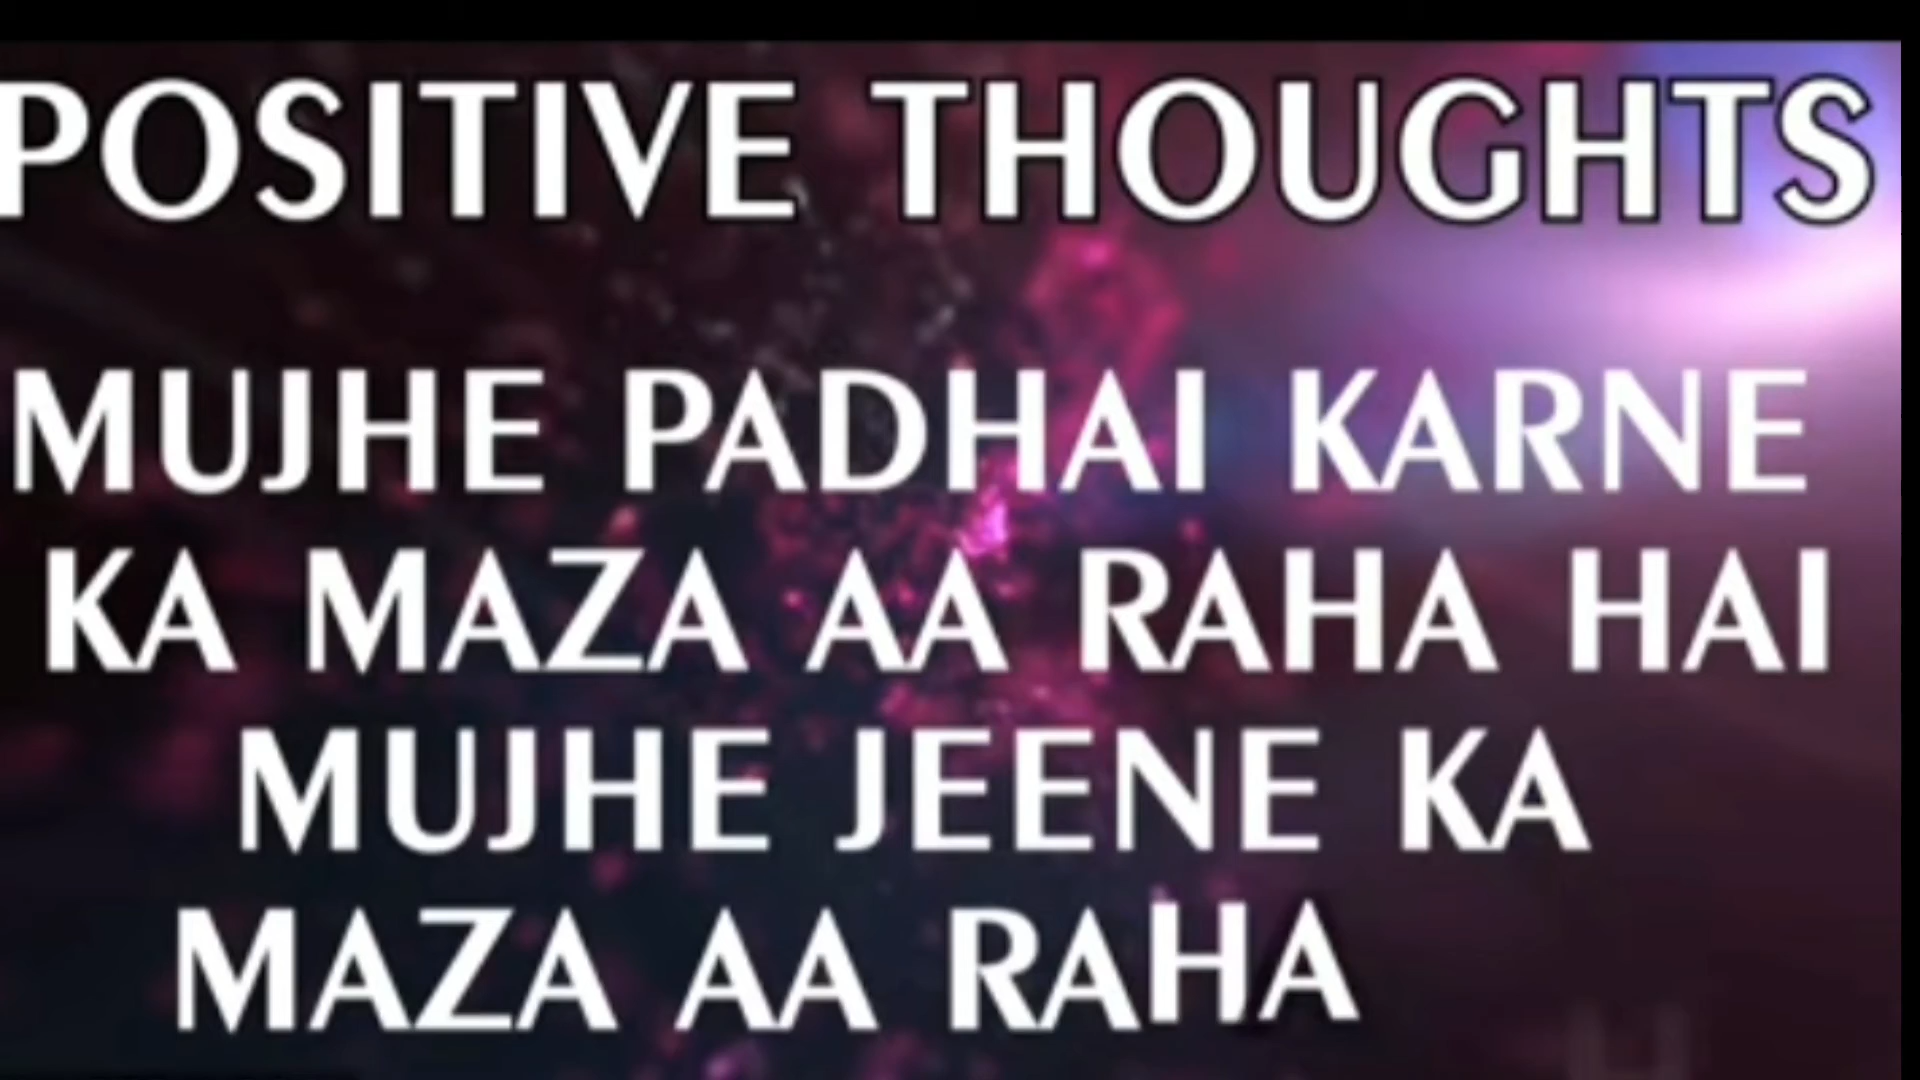 POSITIVE THOUGHTS
MUJHE PADHAI KARNE
KA MAZA AA RAHA HAI
MUJHE JEENE KA
MAZA AA RAHA